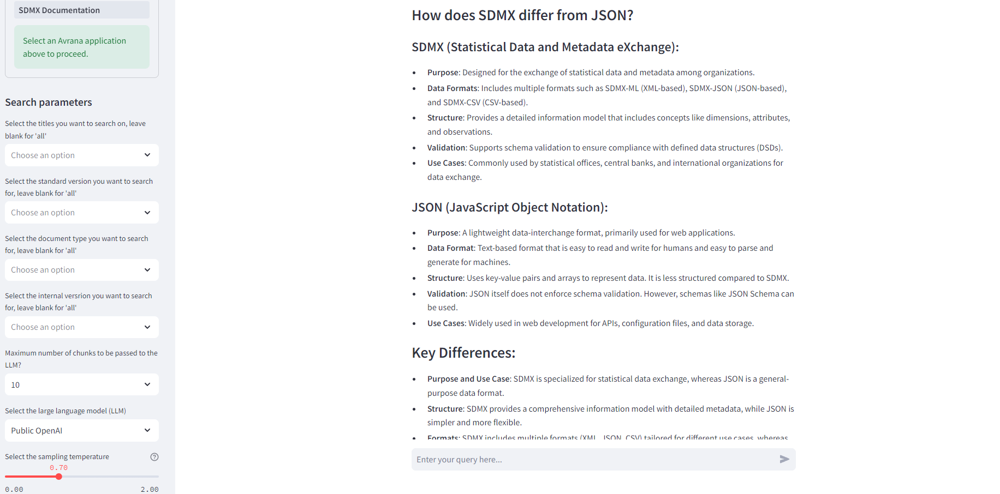 SDMX Documentation
Select an Avrana application
above to proceed.
Search parameters
Select the titles you want to search on, leave
blank for 'all'
Choose an option
Select the standard version you want to search
for, leave blank for 'all'
Choose an option
Select the document type you want to search
for, leave blank for 'all'
Choose an option
Select the internal versrion you want to search
for, leave blank for 'all'
Choose an option
Maximum number of chunks to be passed to the
LLM?
10
Select the large language model (LLM)
Public OpenAI
Select the sampling temperature
0.70
0.00 2.00
How does SDMX differ from JSON?
SDMX (Statistical Data and Metadata eXchange):
• Purpose: Designed for the exchange of statistical data and metadata among organizations.
• Data Formats: Includes multiple formats such as SDMX-ML (XML-based), SDMX-JSON (JSON-based),
and SDMX-CSV (CSV-based).
• Structure: Provides a detailed information model that includes concepts like dimensions, attributes,
and observations.
• Validation: Supports schema validation to ensure compliance with defined data structures (DSDs).
• Use Cases: Commonly used by statistical offices, central banks, and international organizations for
data exchange.
JSON (JavaScript Object Notation):
• Purpose: A lightweight data-interchange format, primarily used for web applications.
• Data Format: Text-based format that is easy to read and write for humans and easy to parse and
generate for machines.
• Structure: Uses key-value pairs and arrays to represent data. It is less structured compared to SDMX.
• Validation: JSON itself does not enforce schema validation. However, schemas like JSON Schema can
be used.
• Use Cases: Widely used in web development for APIs, configuration files, and data storage.
Key Differences:
• Purpose and Use Case: SDMX is specialized for statistical data exchange, whereas JSON is a general-
purpose data format.
• Structure: SDMX provides a comprehensive information model with detailed metadata, while JSON is
simpler and more flexible.
• Formats: SDMX includes multiple formats (XML, JSON, CSV) tailored for different use cases, whereas
Enter your query here...